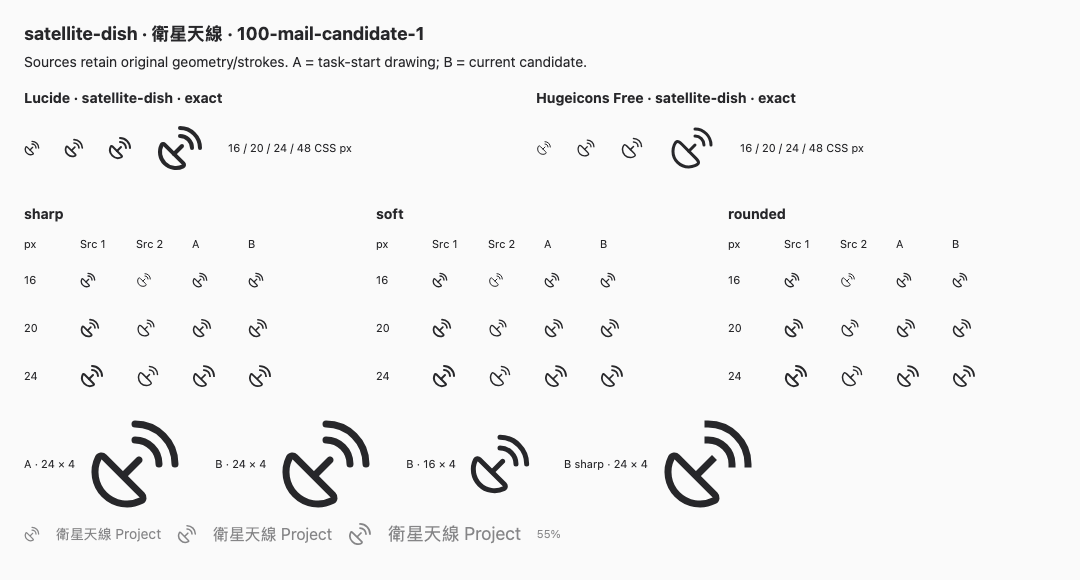 satellite-dish · 衛星天線 · 100-mail-candidate-1
Sources retain original geometry/strokes. A = task-start drawing; B = current candidate.
Lucide · satellite-dish · exact
Hugeicons Free · satellite-dish · exact
16 / 20 / 24 / 48 CSS px
16 / 20 / 24 / 48 CSS px
sharp
soft
rounded
px Src 1 Src 2 A B
px Src 1 Src 2 A B
px Src 1 Src 2 A B
16
16
16
20
20
20
24
24
24
A · 24 × 4
B · 24 × 4
B · 16 × 4
B sharp · 24 × 4
衛星天線 Project
衛星天線 Project
衛星天線 Project
55%